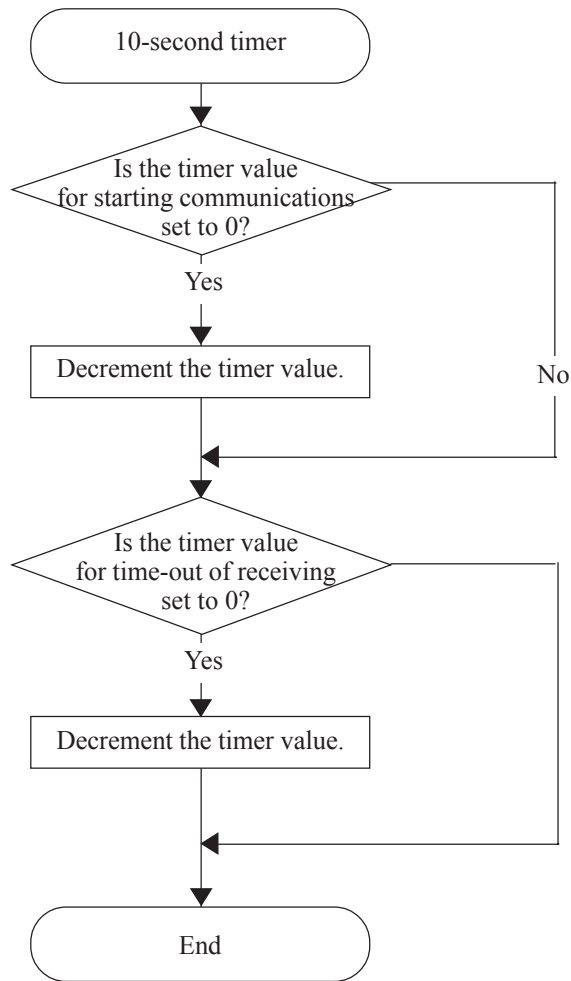 10-second timer
Is the timer value
for starting communications
set to 0?
Yes
Decrement the timer value.
No
Is the timer value
for time-out of receiving
set to 0?
Yes
Decrement the timer value.
End